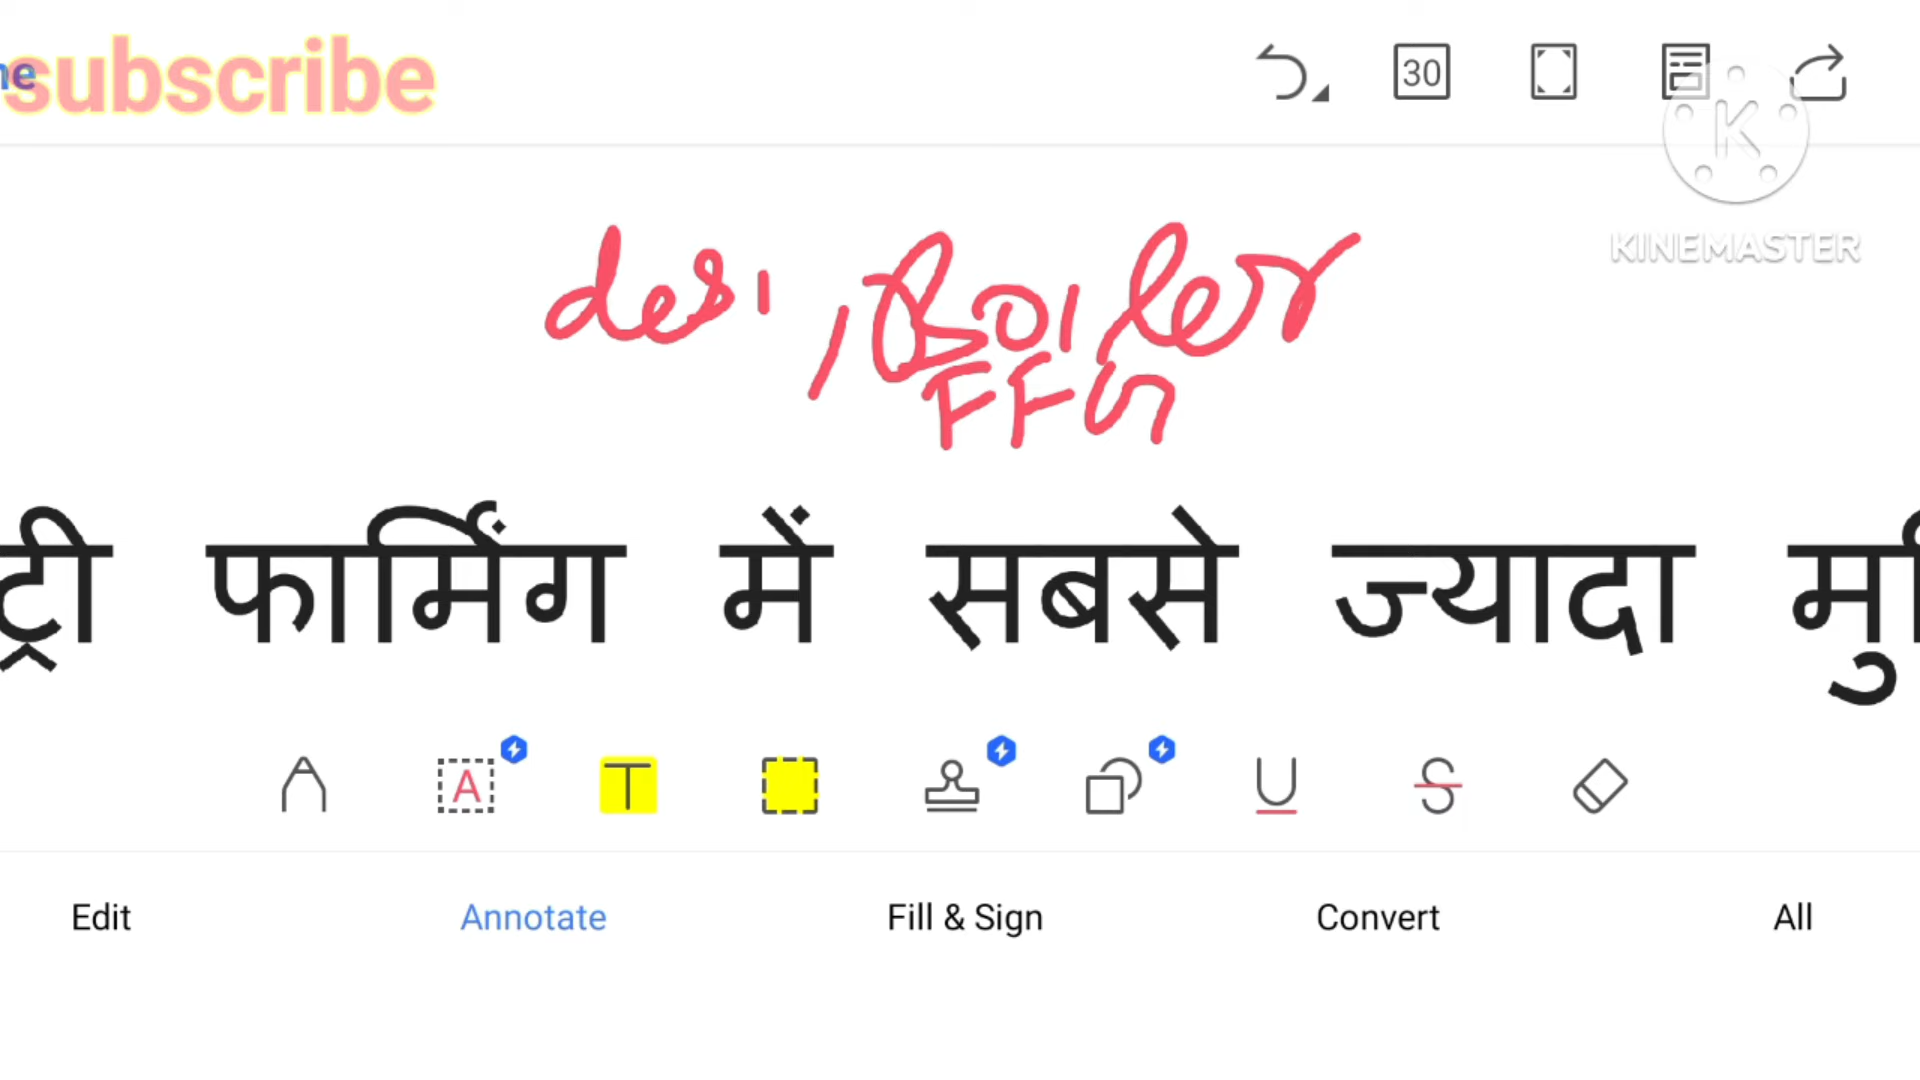 subscribe
30
KINEMASTER
desi, Boiler
FFG
ट्री फार्मिंग में सबसे ज्यादा
Edit Annotate Fill & Sign Convert All